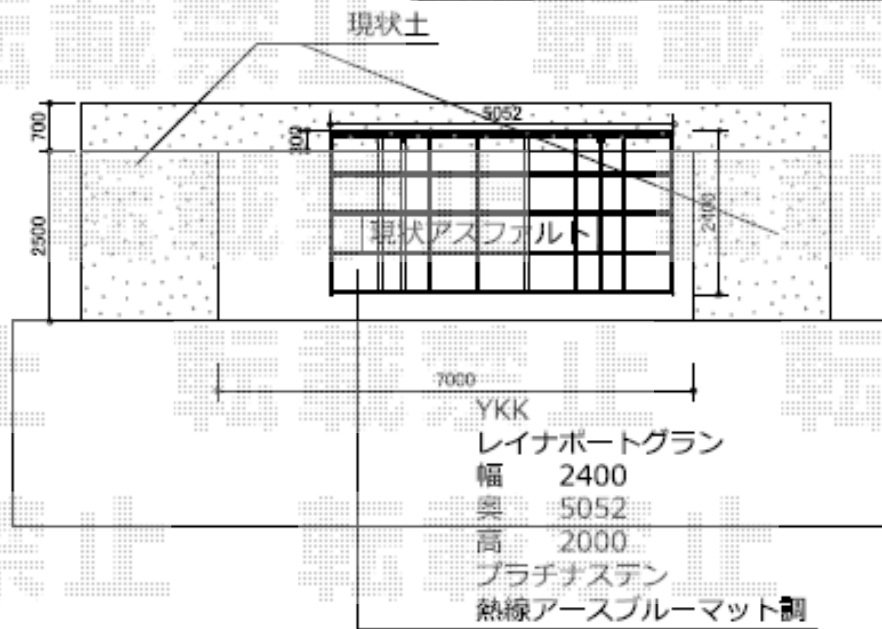 現状土
5052
700
300
2500
2400
現状アスファルト
7000
YKK
レイナポートグラン
幅 2400
奥 5052
高 2000
プラチナステン
熱線アースブルーマット調